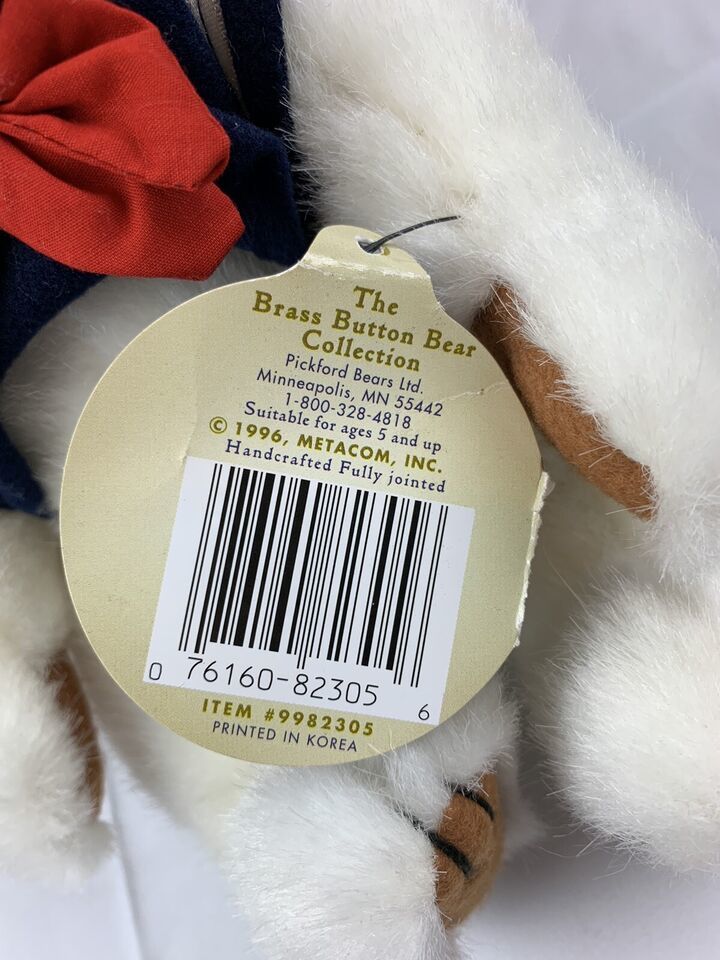 The
Brass Button Bear
Collection
Pickford Bears Ltd.
Minneapolis, MN 55442
1-800-328-4818
Suitable for ages 5 and up
© 1996, METACOM, INC.
Handcrafted Fully jointed
0 76160-82305 6
ITEM #9982305
PRINTED IN KOREA